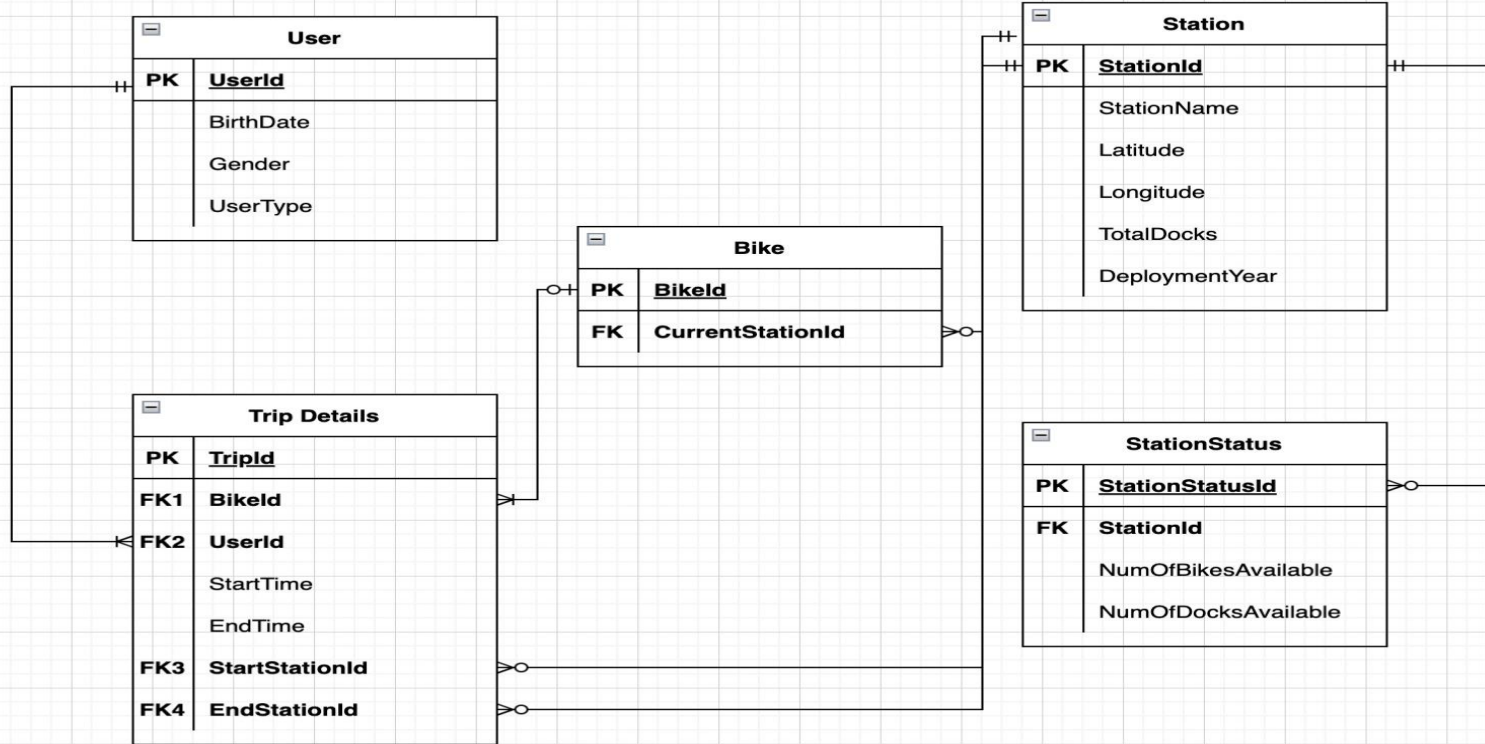 User
PK UserId
BirthDate
Gender
UserType
Station
PK StationId
StationName
Latitude
Longitude
TotalDocks
DeploymentYear
Bike
PK BikeId
FK CurrentStationId
Trip Details
PK TripId
FK1 BikeId
FK2 UserId
StartTime
EndTime
FK3 StartStationId
FK4 EndStationId
StationStatus
PK StationStatusId
FK StationId
NumOfBikesAvailable
NumOfDocksAvailable